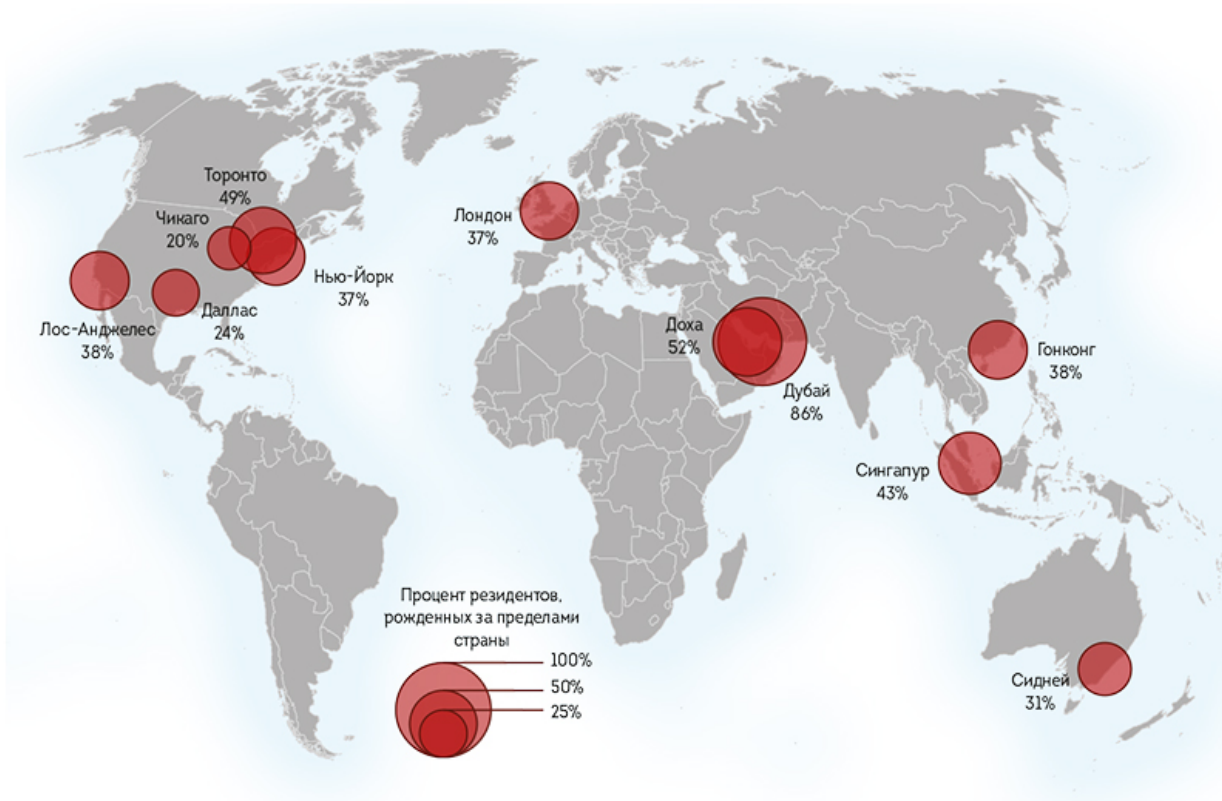 Торонто
49%
Чикаго
20%
Нью-Йорк
37%
Лос-Анджелес
38%
Даллас
24%
Лондон
37%
Доха
52%
Дубай
86%
Гонконг
38%
Сингапур
43%
Сидней
31%
Процент резидентов,
рожденных за пределами
страны
100%
50%
25%